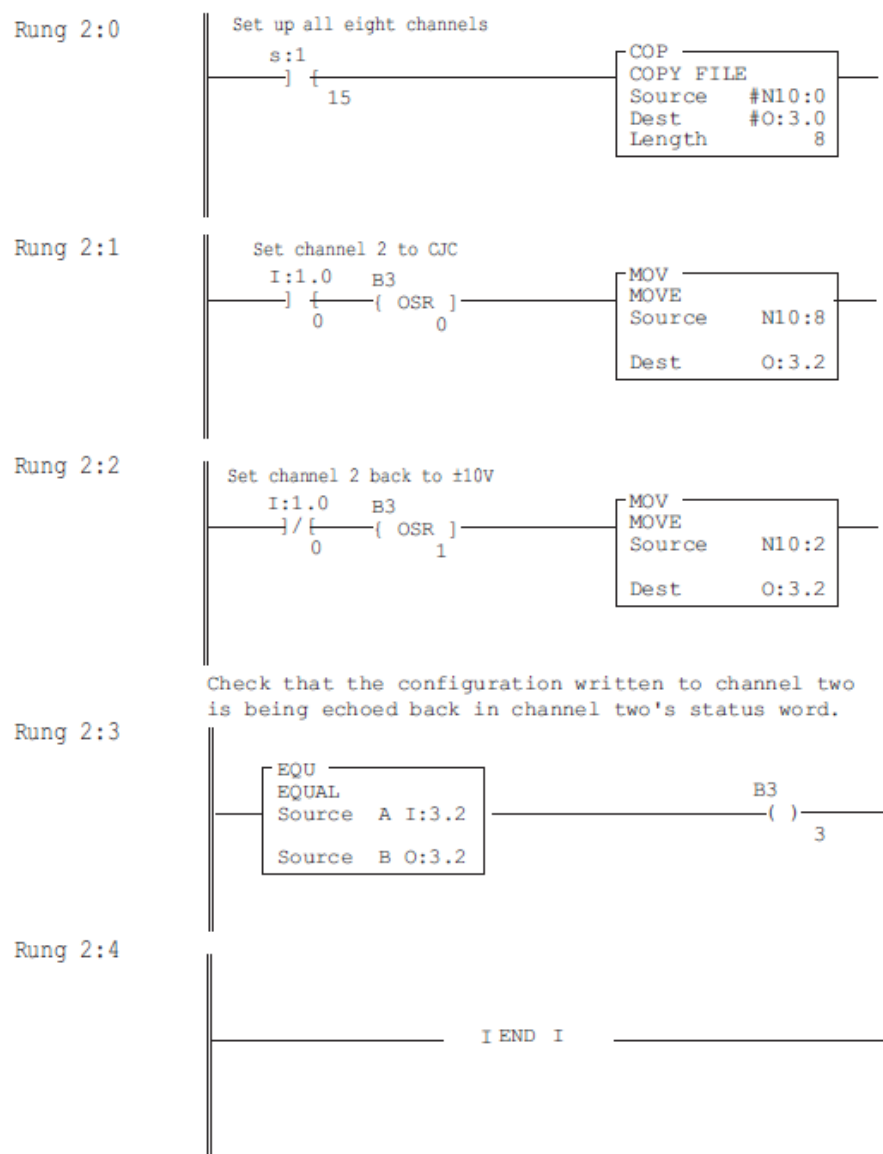 Rung 2:0
Set up all eight channels
s:1
] [
15
COP
COPY FILE
Source #N10:0
Dest #O:3.0
Length 8
Rung 2:1
Set channel 2 to CJC
I:1.0 B3
] [ ( OSR ]
0 0
MOV
MOVE
Source N10:8
Dest O:3.2
Rung 2:2
Set channel 2 back to ±10V
I:1.0 B3
]/[ ( OSR ]
0 1
MOV
MOVE
Source N10:2
Dest O:3.2
Check that the configuration written to channel two
is being echoed back in channel two's status word.
Rung 2:3
EQU
EQUAL
Source A I:3.2
Source B O:3.2
B3
( )
3
Rung 2:4
I END I